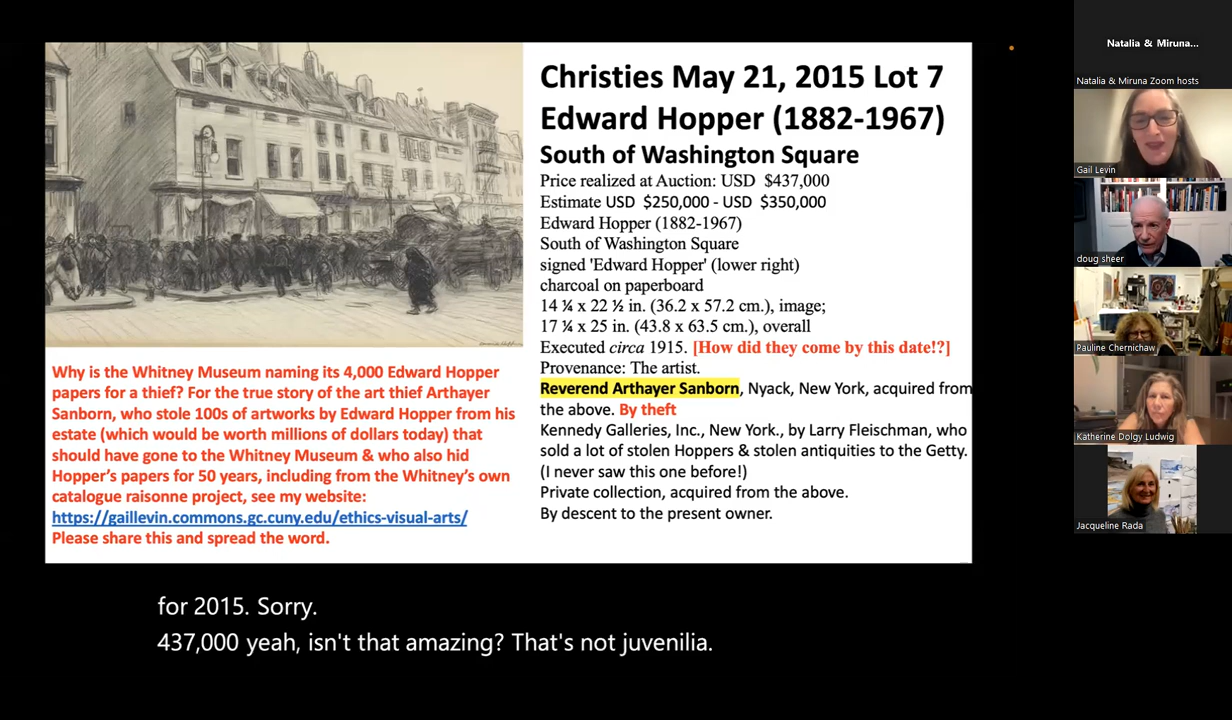 Christies May 21, 2015 Lot 7
Edward Hopper (1882-1967)
South of Washington Square
Price realized at Auction: USD $437,000
Estimate USD $250,000 - USD $350,000
Edward Hopper (1882-1967)
South of Washington Square
signed 'Edward Hopper' (lower right)
charcoal on paperboard
14 ¼ x 22 ½ in. (36.2 x 57.2 cm.), image;
17 ¼ x 25 in. (43.8 x 63.5 cm.), overall
Executed circa 1915. [How did they come by this date!?]
Provenance: The artist.
Reverend Arthayer Sanborn, Nyack, New York, acquired from
the above. By theft
Kennedy Galleries, Inc., New York., by Larry Fleischman, who
sold a lot of stolen Hoppers & stolen antiquities to the Getty.
(I never saw this one before!)
Private collection, acquired from the above.
By descent to the present owner.
Why is the Whitney Museum naming its 4,000 Edward Hopper
papers for a thief? For the true story of the art thief Arthayer
Sanborn, who stole 100s of artworks by Edward Hopper from his
estate (which would be worth millions of dollars today) that
should have gone to the Whitney Museum & who also hid
Hopper's papers for 50 years, including from the Whitney's own
catalogue raisonne project, see my website:
https://gaillevin.commons.gc.cuny.edu/ethics-visual-arts/
Please share this and spread the word.
for 2015. Sorry.
437,000 yeah, isn't that amazing? That's not juvenilia.
Natalia & Miruna...
Natalia & Miruna Zoom hosts
Gail Levin
doug sheer
Pauline Chernichaw
Katherine Dolgy Ludwig
Jacqueline Rada